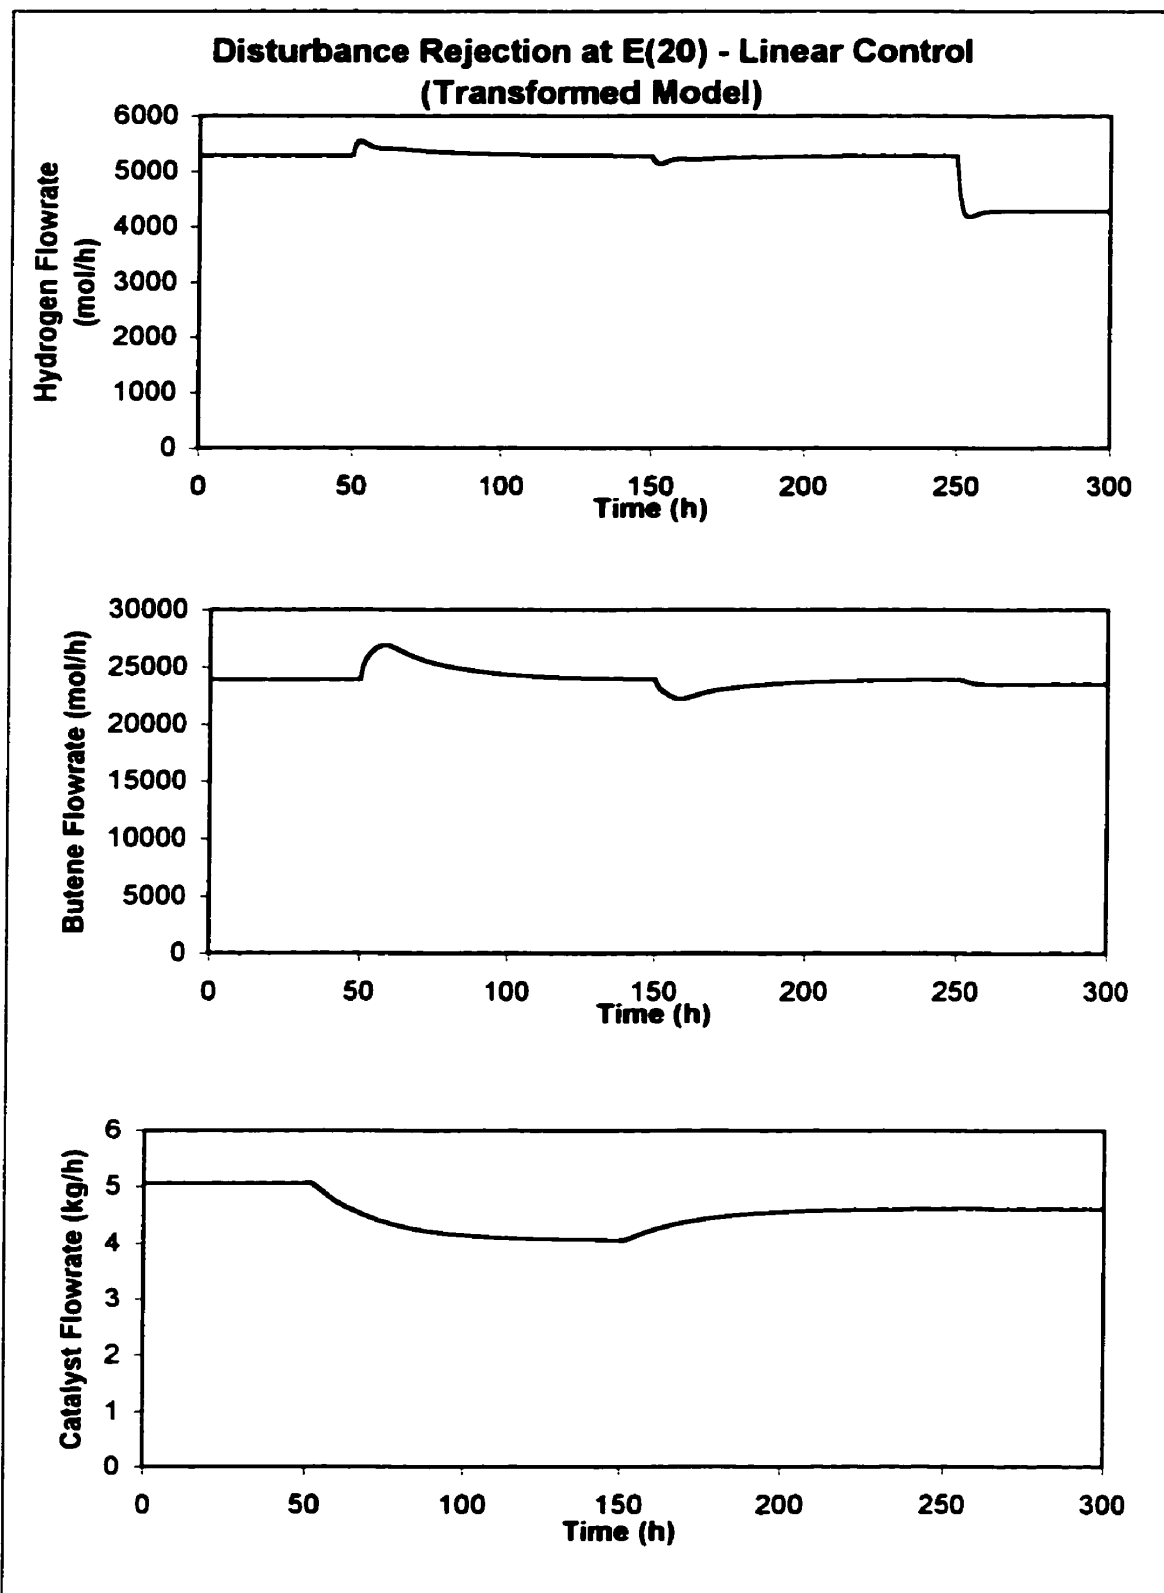 Disturbance Rejection at E(20) - Linear Control
(Transformed Model)
Hydrogen Flowrate
(mol/h)
6000
5000
4000
3000
2000
1000
0
0 50 100 150 200 250 300
Time (h)
Butene Flowrate (mol/h)
30000
25000
20000
15000
10000
5000
0
0 50 100 150 200 250 300
Time (h)
Catalyst Flowrate (kg/h)
6
5
4
3
2
1
0
0 50 100 150 200 250 300
Time (h)